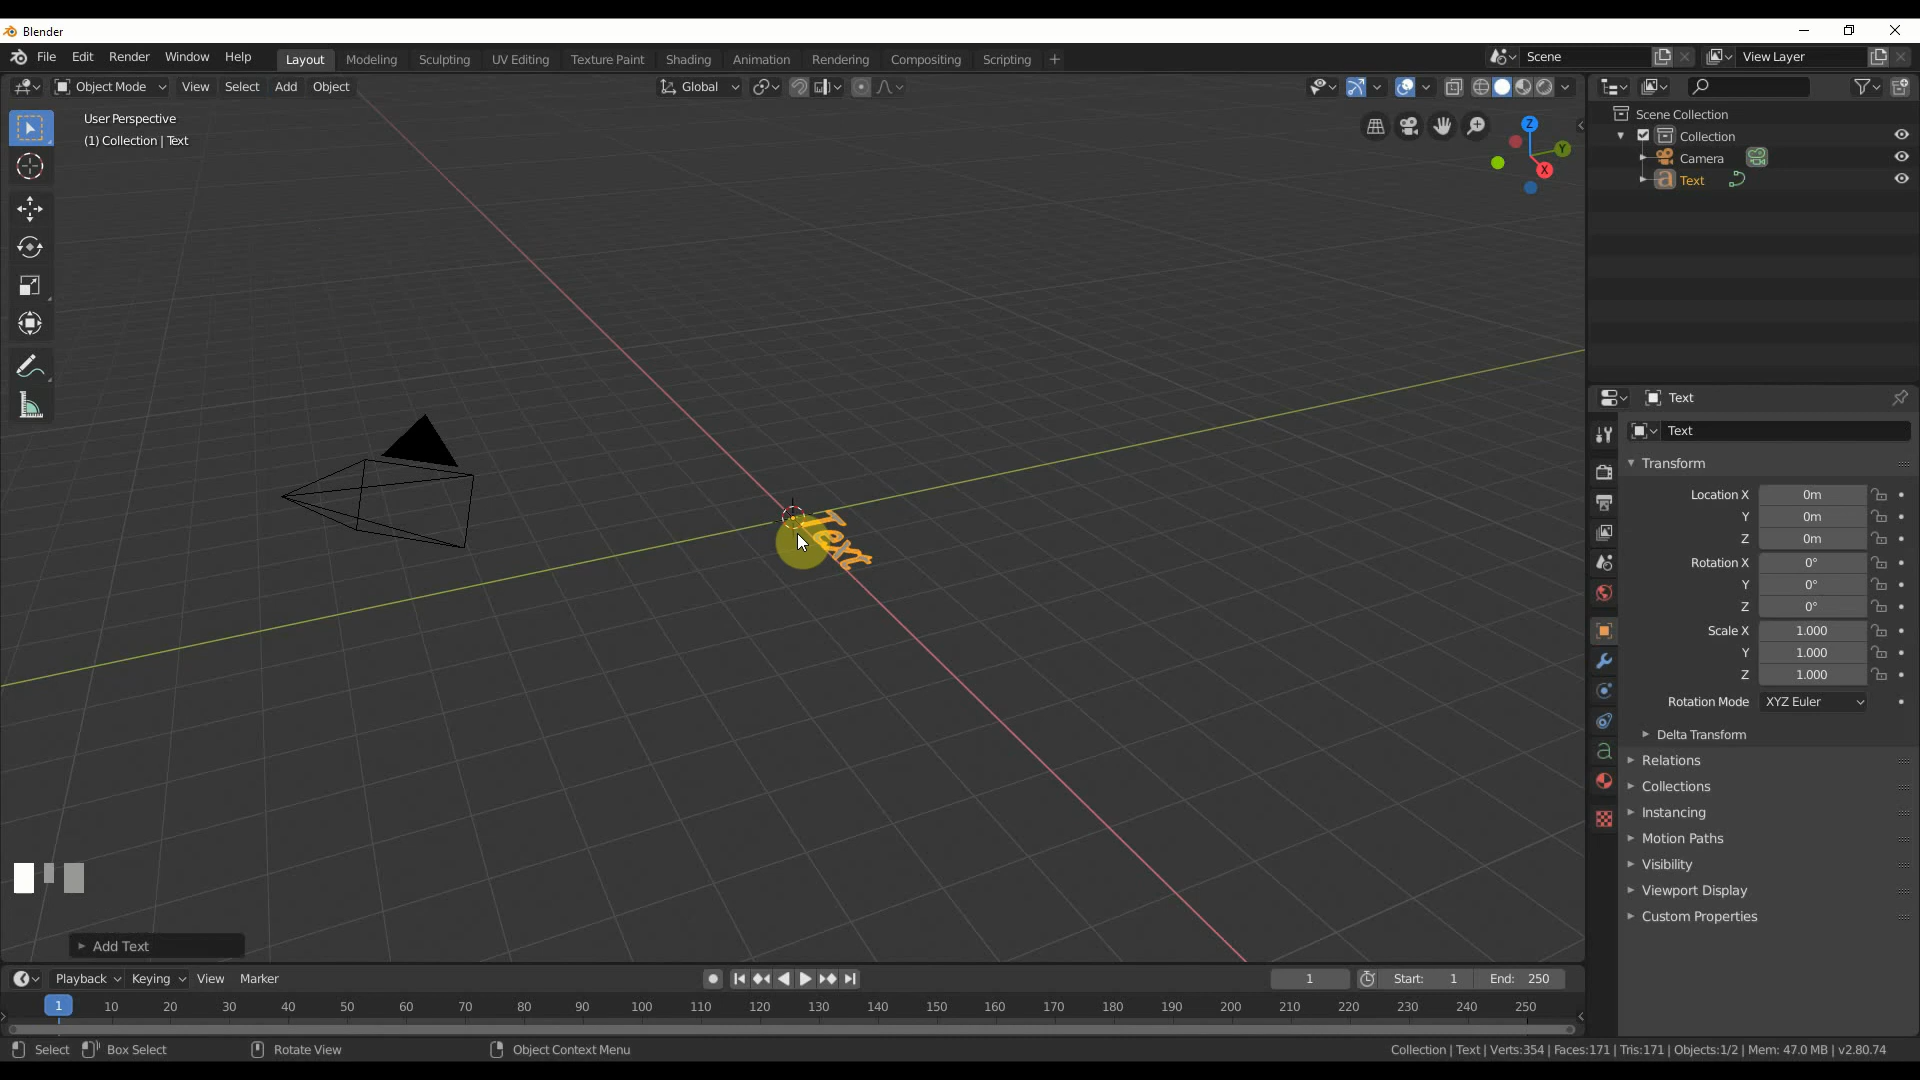 Blender
File Edit Render Window Help Layout Modeling Sculpting UV Editing Texture Paint Shading Animation Rendering Compositing Scripting + Scene View Layer
Object Mode View Select Add Object Global
User Perspective
(1) Collection | Text
Z
Y
X
Text
Scene Collection
Collection
Camera
Text
Text
Text
Transform
Location X 0m
Y 0m
Z 0m
Rotation X 0°
Y 0°
Z 0°
Scale X 1.000
Y 1.000
Z 1.000
Rotation Mode XYZ Euler
Delta Transform
Relations
Collections
Instancing
Motion Paths
Visibility
Viewport Display
Custom Properties
Add Text
Playback Keying View Marker 1 Start: 1 End: 250
1 10 20 30 40 50 60 70 80 90 100 110 120 130 140 150 160 170 180 190 200 210 220 230 240 250
Select Box Select Rotate View Object Context Menu Collection | Text | Verts:354 | Faces:171 | Tris:171 | Objects:1/2 | Mem: 47.0 MB | v2.80.74